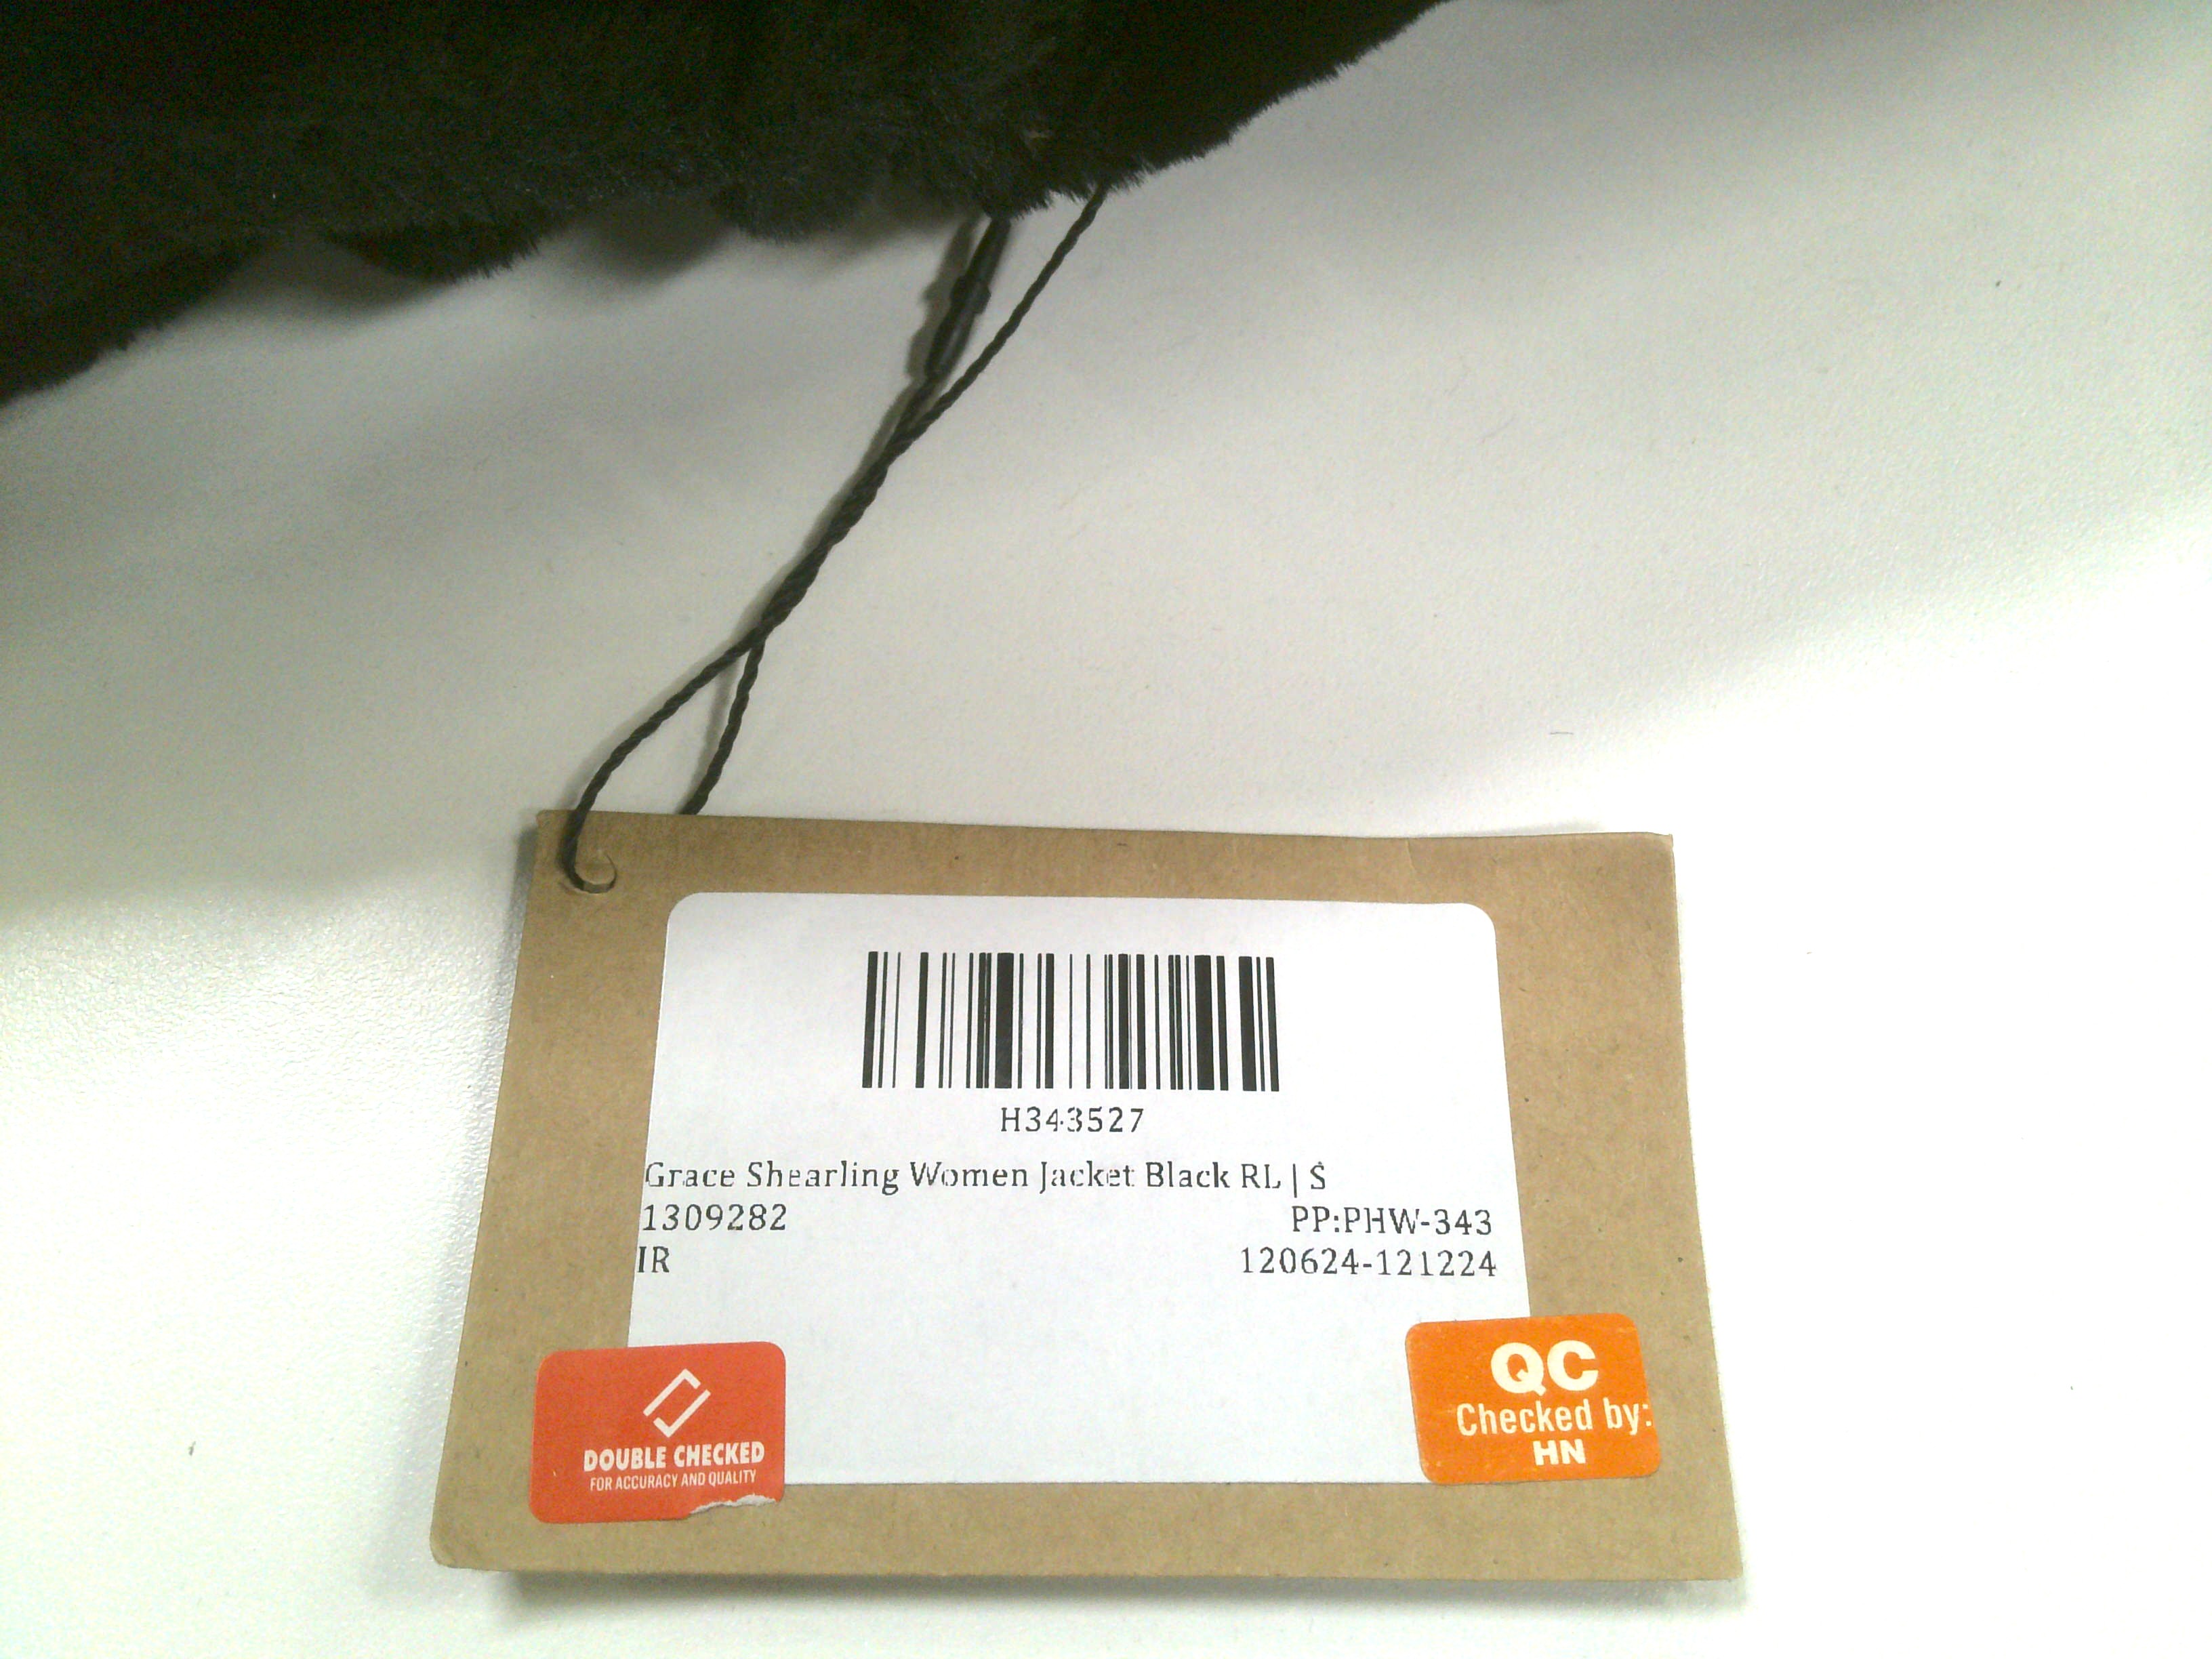 H343527
Grace Shearling Women Jacket Black RL | S
1309282 PP:PHW-343
IR 120624-121224
DOUBLE CHECKED
FOR ACCURACY AND QUALITY
QC
Checked by:
HN